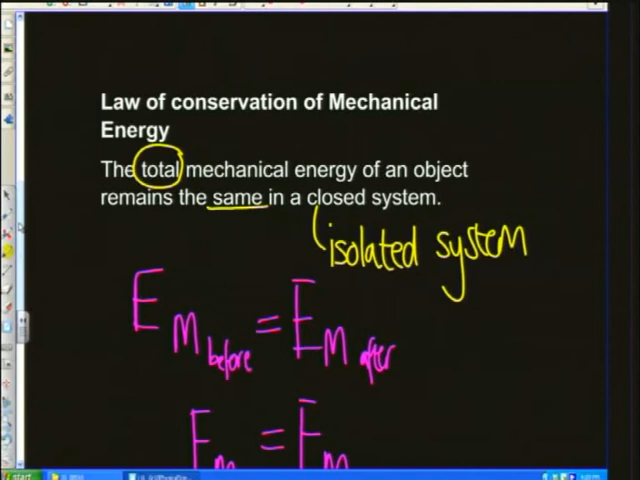 Law of conservation of Mechanical
Energy
The total mechanical energy of an object
remains the same in a closed system.
isolated system
E M before = E M after
E m = E m
start